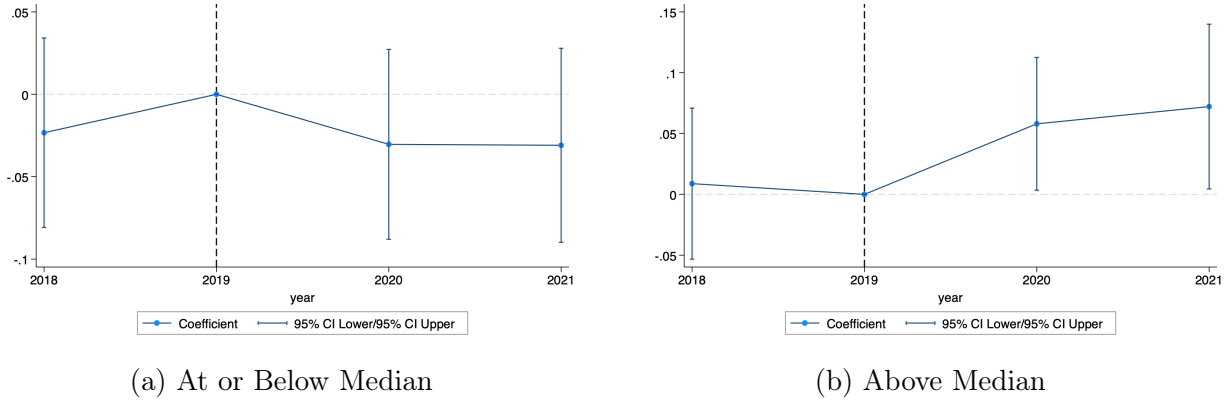 .05
0
-.05
-.1
2018 2019 2020 2021
year
Coefficient 95% CI Lower/95% CI Upper
(a) At or Below Median
.15
.1
.05
0
-.05
2018 2019 2020 2021
year
Coefficient 95% CI Lower/95% CI Upper
(b) Above Median